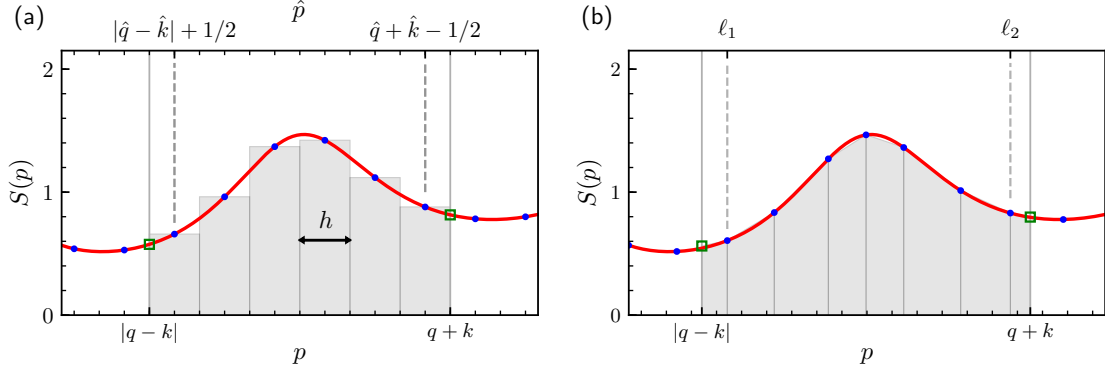 (a)
p̂
|q̂ − k̂| + 1/2
q̂ + k̂ − 1/2
2
1
0
S(p)
h
|q − k|
q + k
p
(b)
ℓ₁
ℓ₂
2
1
0
S(p)
|q − k|
q + k
p